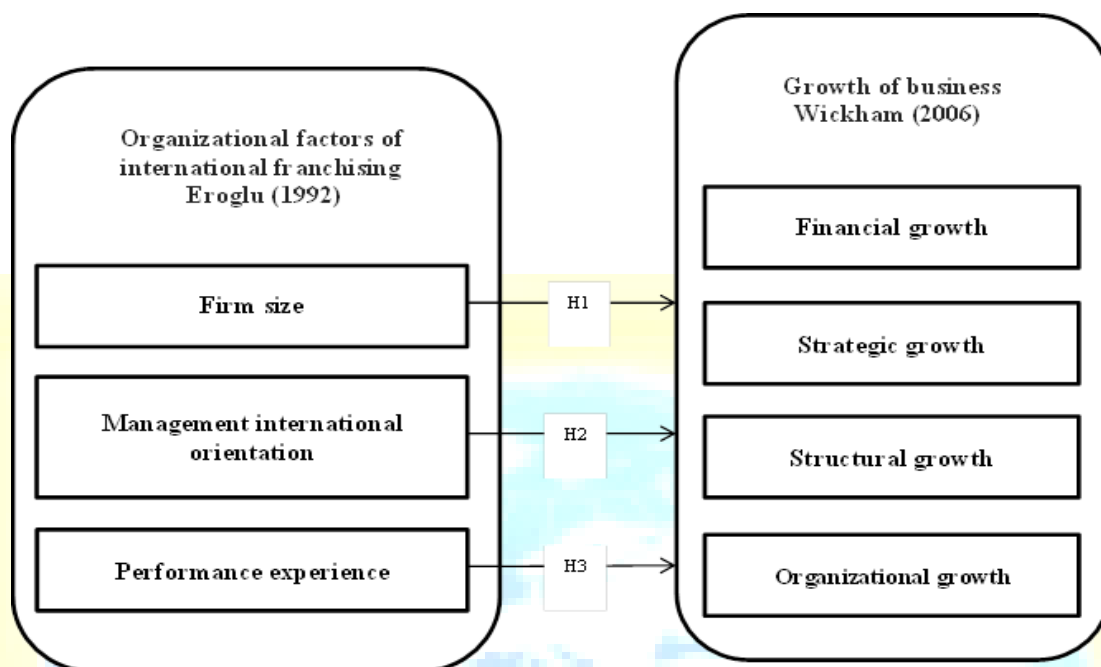 Organizational factors of
international franchising
Eroglu (1992)
Firm size
Management international
orientation
Performance experience
H1
H2
H3
Growth of business
Wickham (2006)
Financial growth
Strategic growth
Structural growth
Organizational growth